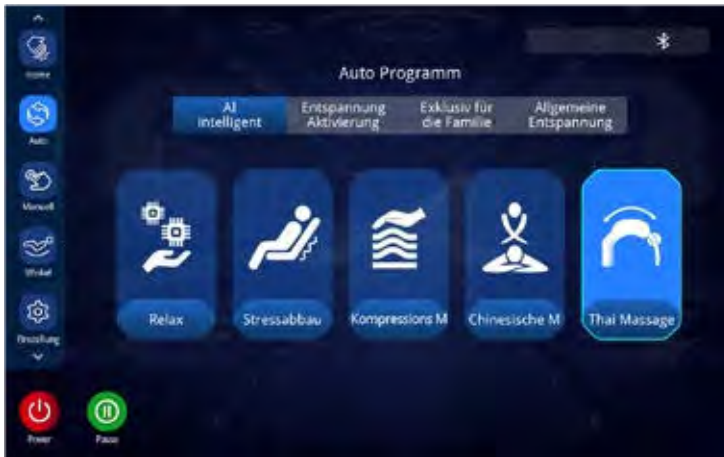 Home
Auto
Manuell
Winkel
Einstellung
Power
Pause
Auto Programm
AI
intelligent
Entspannung
Aktivierung
Exklusiv für
die Familie
Allgemeine
Entspannung
Relax
Stressabbau
Kompressions M
Chinesische M
Thai Massage